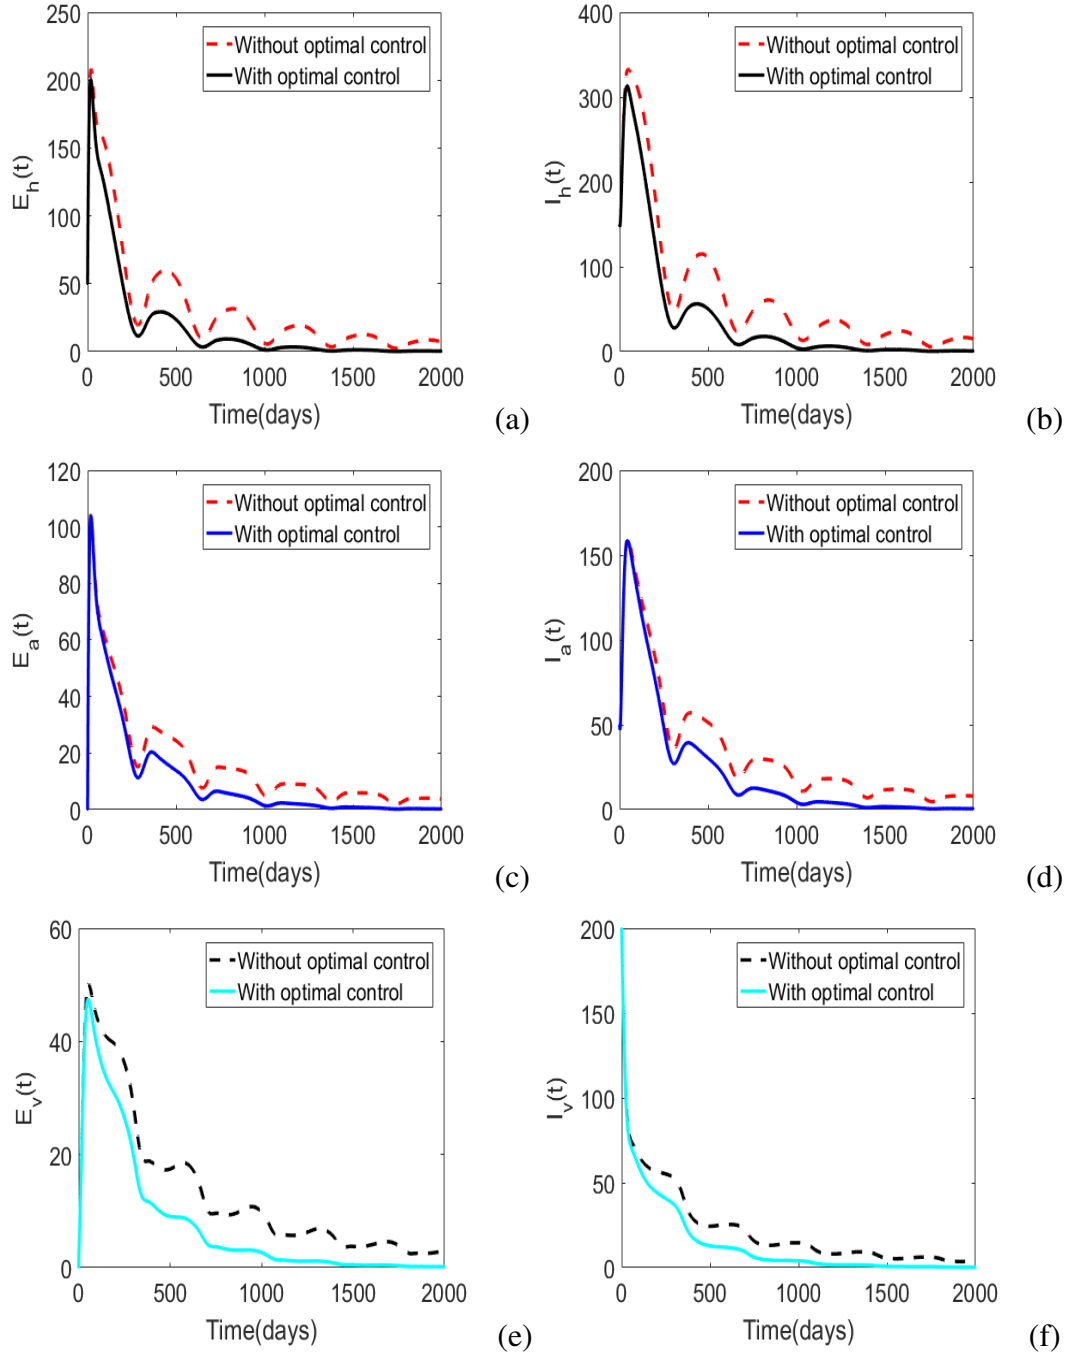 250
200
150
100
50
0
E_h(t)
Without optimal control
With optimal control
0 500 1000 1500 2000
Time(days)
(a)
400
300
200
100
0
I_h(t)
Without optimal control
With optimal control
0 500 1000 1500 2000
Time(days)
(b)
120
100
80
60
40
20
0
E_a(t)
Without optimal control
With optimal control
0 500 1000 1500 2000
Time(days)
(c)
200
150
100
50
0
I_a(t)
Without optimal control
With optimal control
0 500 1000 1500 2000
Time(days)
(d)
60
40
20
0
E_v(t)
Without optimal control
With optimal control
0 500 1000 1500 2000
Time(days)
(e)
200
150
100
50
0
I_v(t)
Without optimal control
With optimal control
0 500 1000 1500 2000
Time(days)
(f)